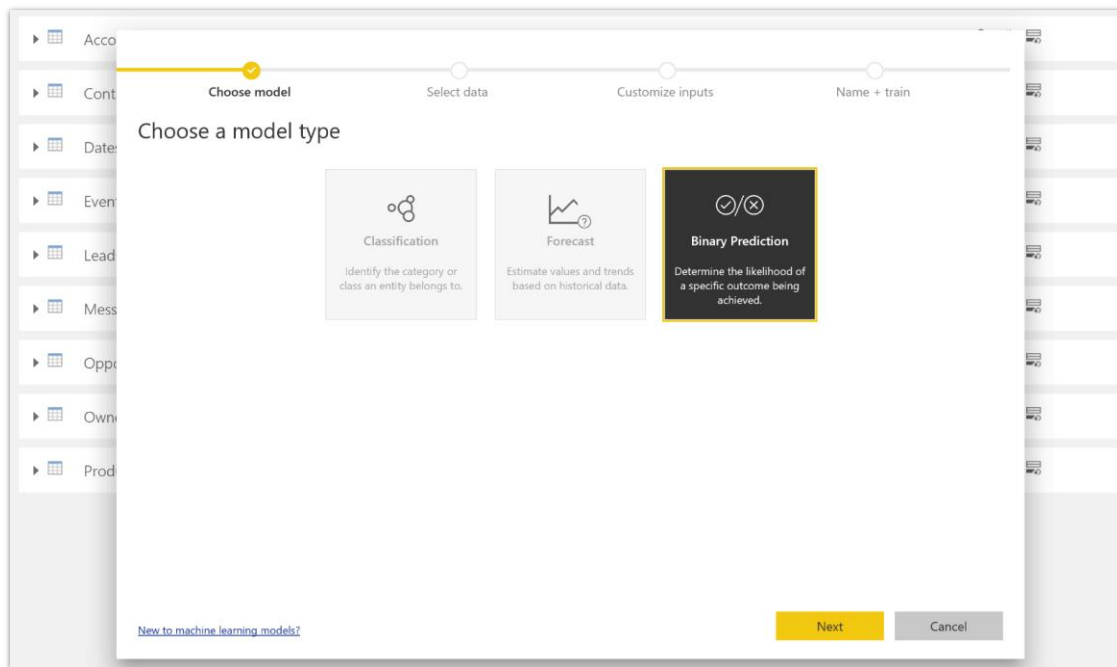 Acco
Choose model
Select data
Customize inputs
Name + train
Cont
Choose a model type
Date
Even
Classification
Forecast
Binary Prediction
Identify the category or
class an entity belongs to.
Estimate values and trends
based on historical data.
Determine the likelihood of
a specific outcome being
achieved.
Lead
Mess
Oppo
Own
Prod
New to machine learning models?
Next
Cancel